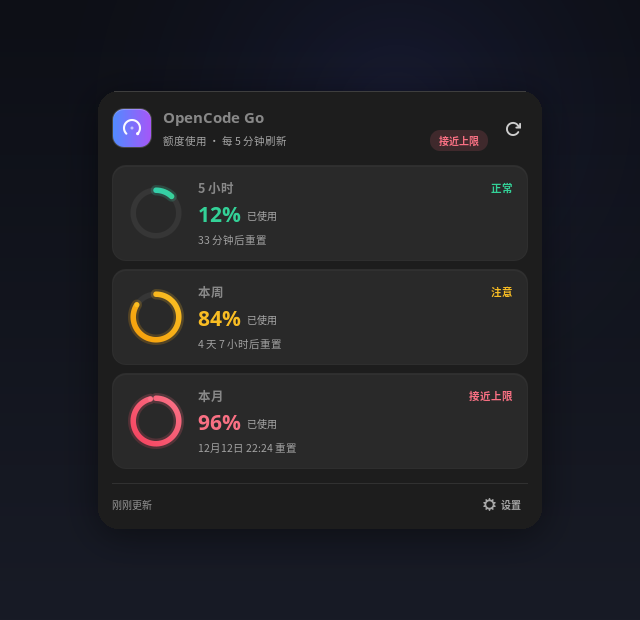 OpenCode Go
额度使用 · 每 5 分钟刷新
接近上限
5 小时
正常
12% 已使用
33 分钟后重置
本周
注意
84% 已使用
4 天 7 小时后重置
本月
接近上限
96% 已使用
12月12日 22:24 重置
刚刚更新
设置